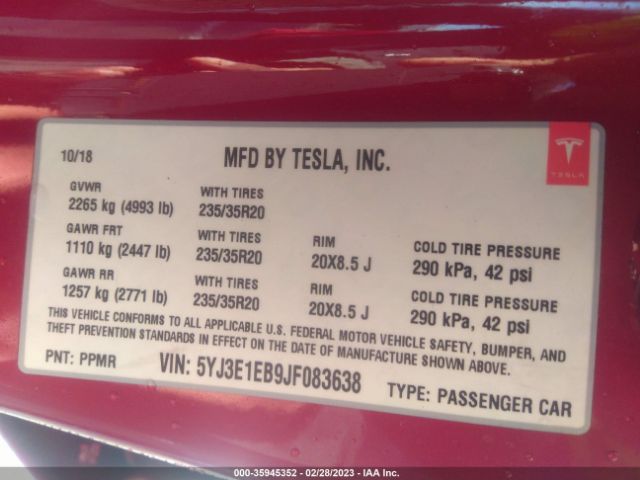 10/18 MFD BY TESLA, INC.
TESLA
GVWR WITH TIRES
2265 kg (4993 lb) 235/35R20
GAWR FRT WITH TIRES RIM COLD TIRE PRESSURE
1110 kg (2447 lb) 235/35R20 20X8.5 J 290 kPa, 42 psi
GAWR RR WITH TIRES RIM COLD TIRE PRESSURE
1257 kg (2771 lb) 235/35R20 20X8.5 J 290 kPa, 42 psi
THIS VEHICLE CONFORMS TO ALL APPLICABLE U.S. FEDERAL MOTOR VEHICLE SAFETY, BUMPER, AND
THEFT PREVENTION STANDARDS IN EFFECT ON THE DATE OF MANUFACTURE SHOWN ABOVE.
PNT: PPMR VIN: 5YJ3E1EB9JF083638 TYPE: PASSENGER CAR
000-35945352 - 02/28/2023 - IAA Inc.